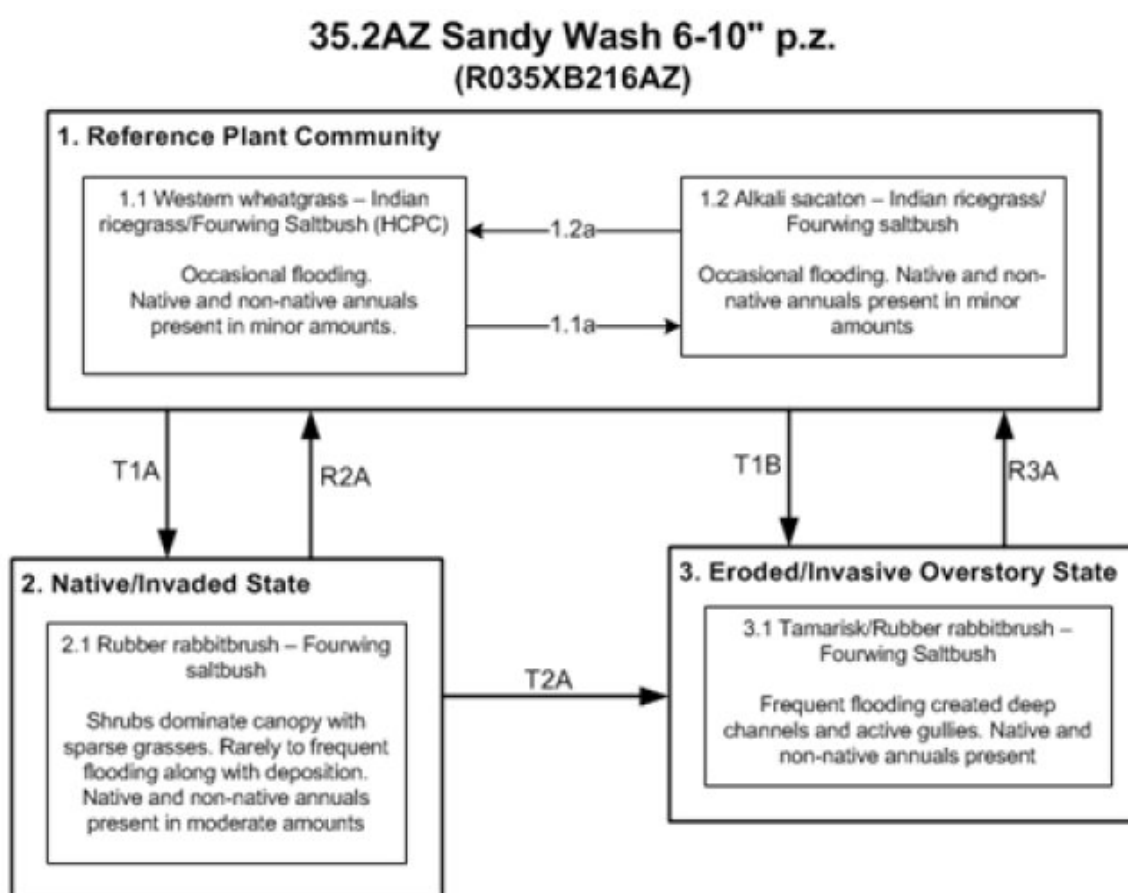 35.2AZ Sandy Wash 6-10" p.z.
(R035XB216AZ)
1. Reference Plant Community
1.1 Western wheatgrass – Indian
ricegrass/Fourwing Saltbush (HCPC)
Occasional flooding.
Native and non-native annuals
present in minor amounts.
1.2a
1.1a
1.2 Alkali sacaton – Indian ricegrass/
Fourwing saltbush
Occasional flooding. Native and non-
native annuals present in minor
amounts
T1A
R2A
T1B
R3A
2. Native/Invaded State
2.1 Rubber rabbitbrush – Fourwing
saltbush
Shrubs dominate canopy with
sparse grasses. Rarely to frequent
flooding along with deposition.
Native and non-native annuals
present in moderate amounts
T2A
3. Eroded/Invasive Overstory State
3.1 Tamarisk/Rubber rabbitbrush –
Fourwing Saltbush
Frequent flooding created deep
channels and active gullies. Native and
non-native annuals present